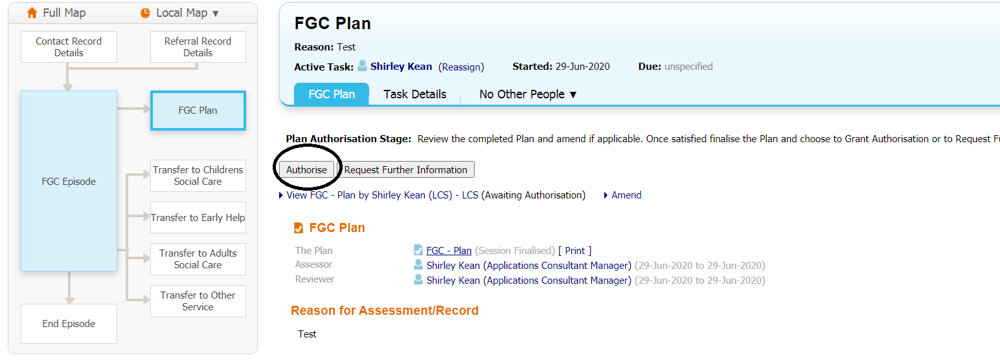 Full Map
Local Map ▼
Contact Record
Details
Referral Record
Details
FGC Episode
FGC Plan
Transfer to Childrens
Social Care
Transfer to Early Help
Transfer to Adults
Social Care
Transfer to Other
Service
End Episode
FGC Plan
Reason: Test
Active Task: Shirley Kean (Reassign) Started: 29-Jun-2020 Due: unspecified
FGC Plan Task Details No Other People ▼
Plan Authorisation Stage: Review the completed Plan and amend if applicable. Once satisfied finalise the Plan and choose to Grant Authorisation or to Request Fu
Authorise Request Further Information
View FGC - Plan by Shirley Kean (LCS) - LCS (Awaiting Authorisation) Amend
FGC Plan
The Plan FGC - Plan (Session Finalised) [ Print ]
Assessor Shirley Kean (Applications Consultant Manager) (29-Jun-2020 to 29-Jun-2020)
Reviewer Shirley Kean (Applications Consultant Manager) (29-Jun-2020 to 29-Jun-2020)
Reason for Assessment/Record
Test